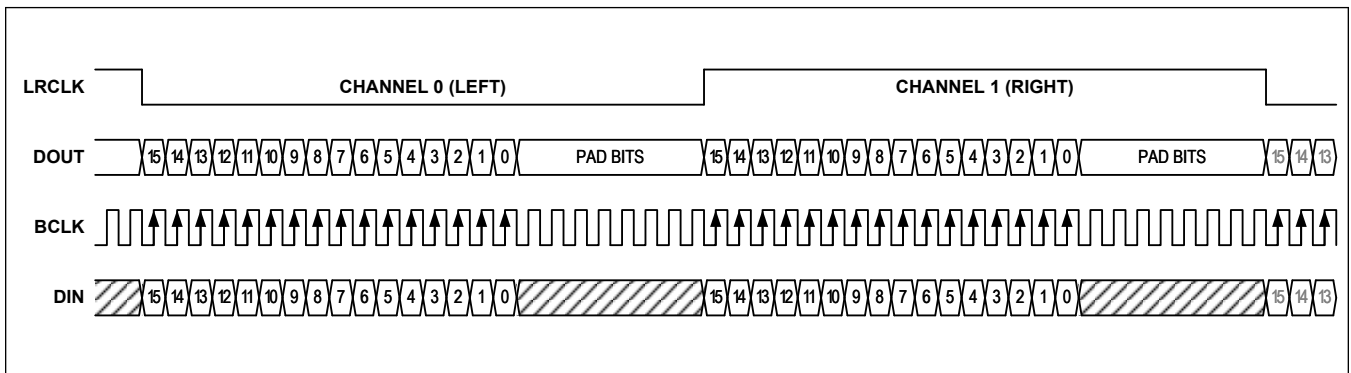 LRCLK CHANNEL 0 (LEFT) CHANNEL 1 (RIGHT)
DOUT 15 14 13 12 11 10 9 8 7 6 5 4 3 2 1 0 PAD BITS 15 14 13 12 11 10 9 8 7 6 5 4 3 2 1 0 PAD BITS 15 14 13
BCLK
DIN 15 14 13 12 11 10 9 8 7 6 5 4 3 2 1 0 15 14 13 12 11 10 9 8 7 6 5 4 3 2 1 0 15 14 13